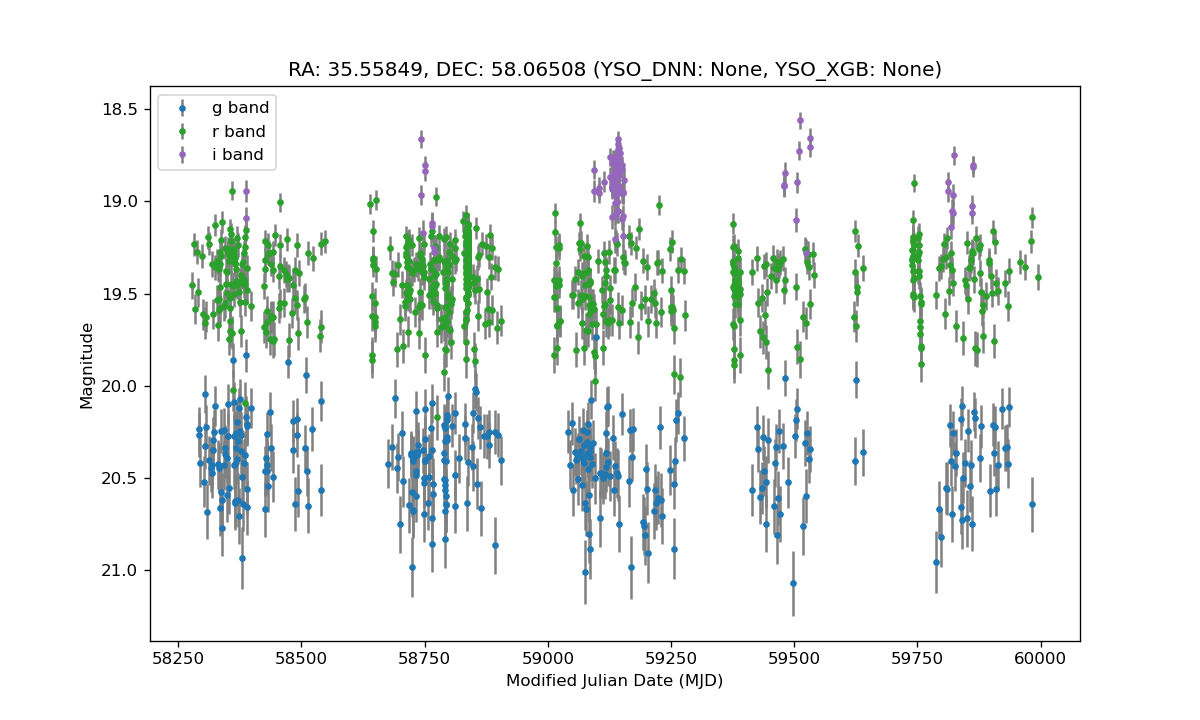 RA: 35.55849, DEC: 58.06508 (YSO_DNN: None, YSO_XGB: None)
g band
r band
i band
18.5
19.0
19.5
20.0
20.5
21.0
Magnitude
58250 58500 58750 59000 59250 59500 59750 60000
Modified Julian Date (MJD)